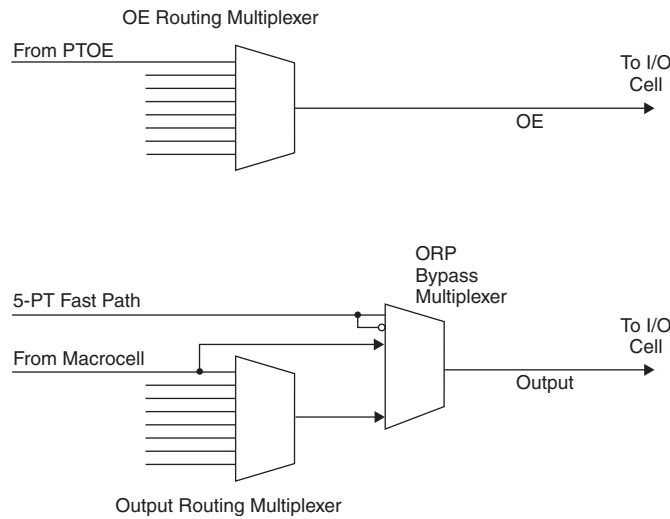 OE Routing Multiplexer
From PTOE
To I/O
Cell
OE
ORP
Bypass
Multiplexer
5-PT Fast Path
To I/O
Cell
From Macrocell
Output
Output Routing Multiplexer